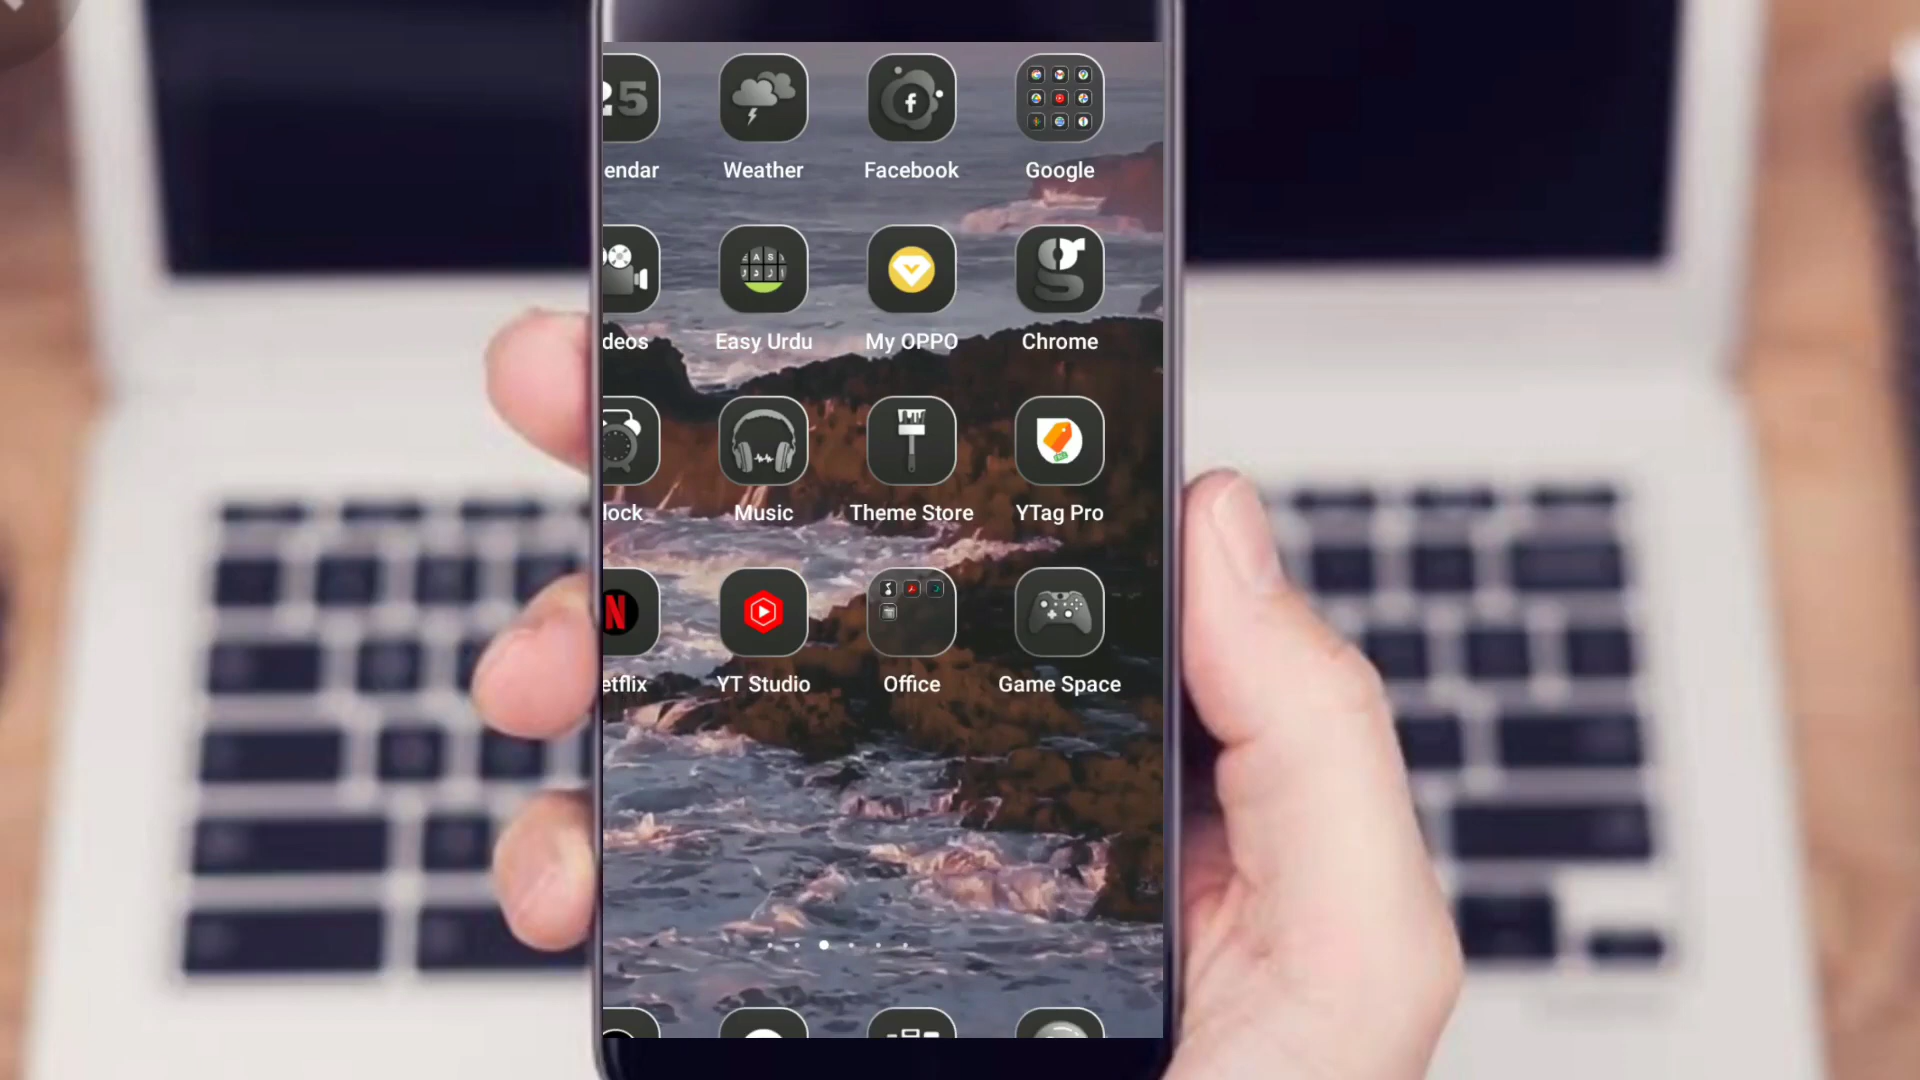 25
endar
Weather
Facebook
Google
deos
Easy Urdu
My OPPO
Chrome
lock
Music
Theme Store
YTag Pro
N
etflix
YT Studio
Office
Game Space